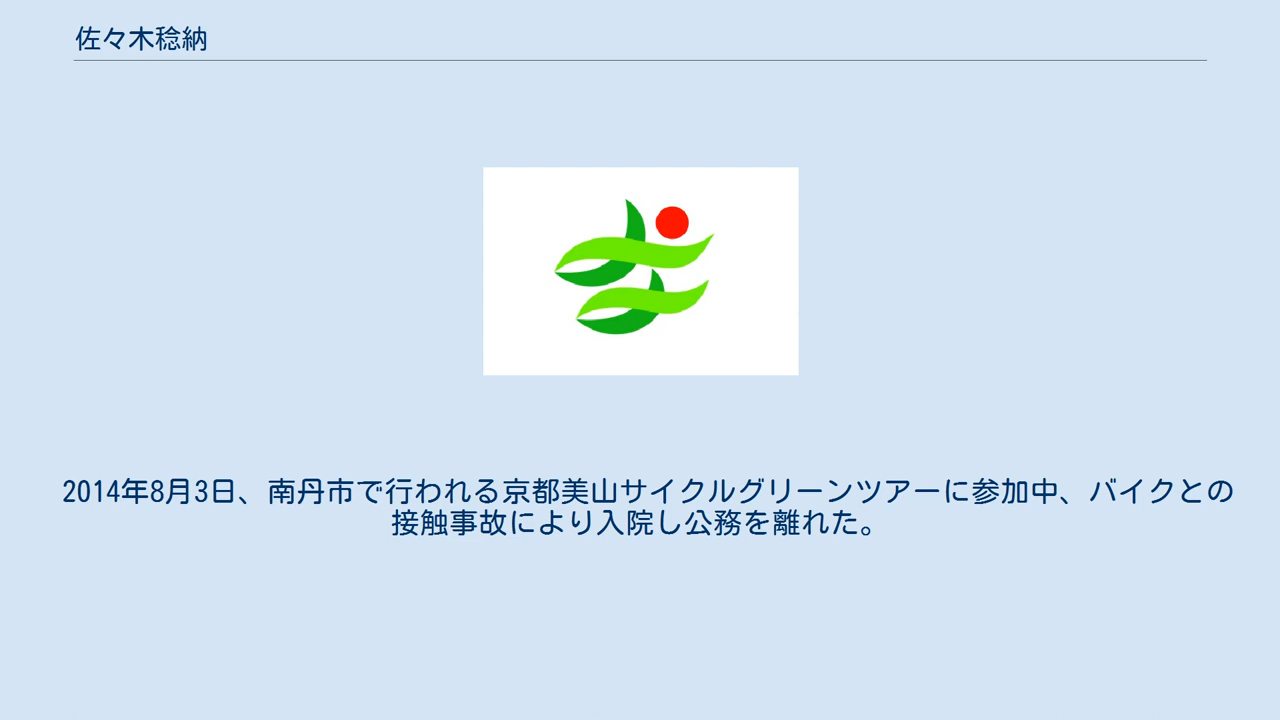 佐々木稔納
2014年8月3日、南丹市で行われる京都美山サイクルグリーンツアーに参加中、バイクとの
接触事故により入院し公務を離れた。